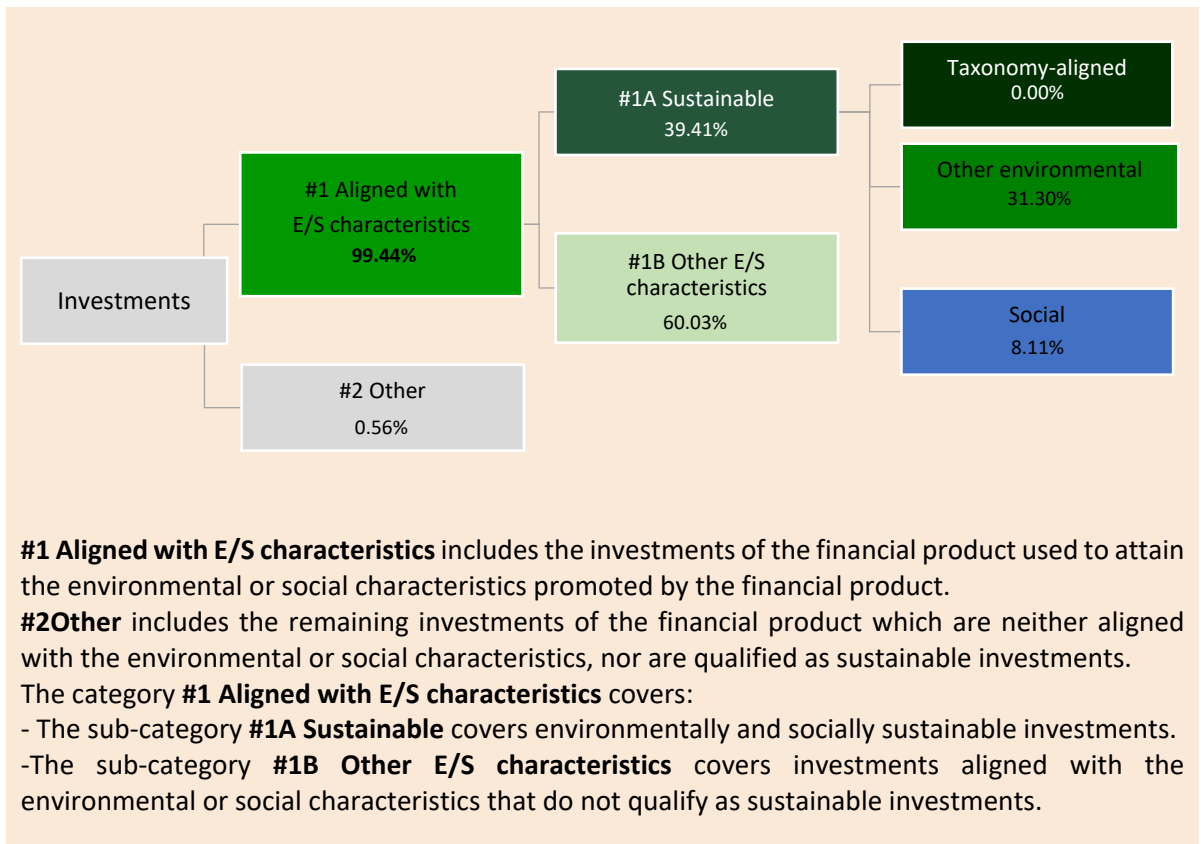 Investments
#1 Aligned with
E/S characteristics
99.44%
#2 Other
0.56%
#1A Sustainable
39.41%
#1B Other E/S
characteristics
60.03%
Taxonomy-aligned
0.00%
Other environmental
31.30%
Social
8.11%
#1 Aligned with E/S characteristics includes the investments of the financial product used to attain
the environmental or social characteristics promoted by the financial product.
#2Other includes the remaining investments of the financial product which are neither aligned
with the environmental or social characteristics, nor are qualified as sustainable investments.
The category #1 Aligned with E/S characteristics covers:
- The sub-category #1A Sustainable covers environmentally and socially sustainable investments.
-The sub-category #1B Other E/S characteristics covers investments aligned with the
environmental or social characteristics that do not qualify as sustainable investments.